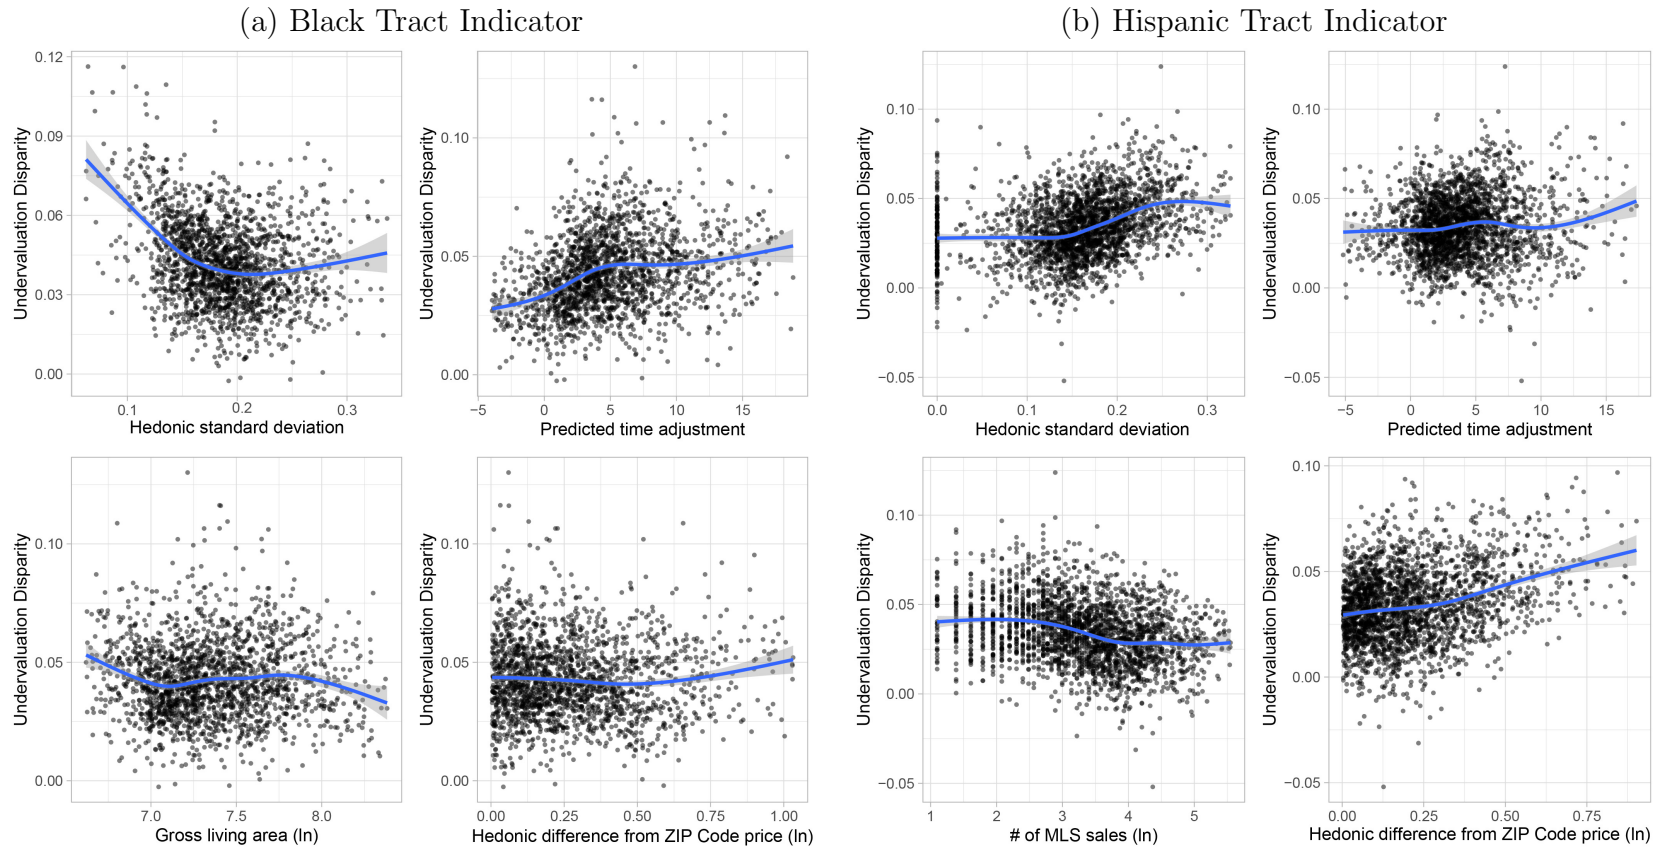 (a) Black Tract Indicator
(b) Hispanic Tract Indicator
Undervaluation Disparity
0.12
0.09
0.06
0.03
0.00
0.1 0.2 0.3
Hedonic standard deviation
Undervaluation Disparity
0.10
0.05
0.00
−5 0 5 10 15
Predicted time adjustment
Undervaluation Disparity
0.10
0.05
0.00
−0.05
0.0 0.1 0.2 0.3
Hedonic standard deviation
Undervaluation Disparity
0.10
0.05
0.00
−0.05
−5 0 5 10 15
Predicted time adjustment
Undervaluation Disparity
0.10
0.05
0.00
7.0 7.5 8.0
Gross living area (ln)
Undervaluation Disparity
0.10
0.05
0.00
0.00 0.25 0.50 0.75 1.00
Hedonic difference from ZIP Code price (ln)
Undervaluation Disparity
0.10
0.05
0.00
−0.05
1 2 3 4 5
# of MLS sales (ln)
Undervaluation Disparity
0.10
0.05
0.00
−0.05
0.00 0.25 0.50 0.75
Hedonic difference from ZIP Code price (ln)